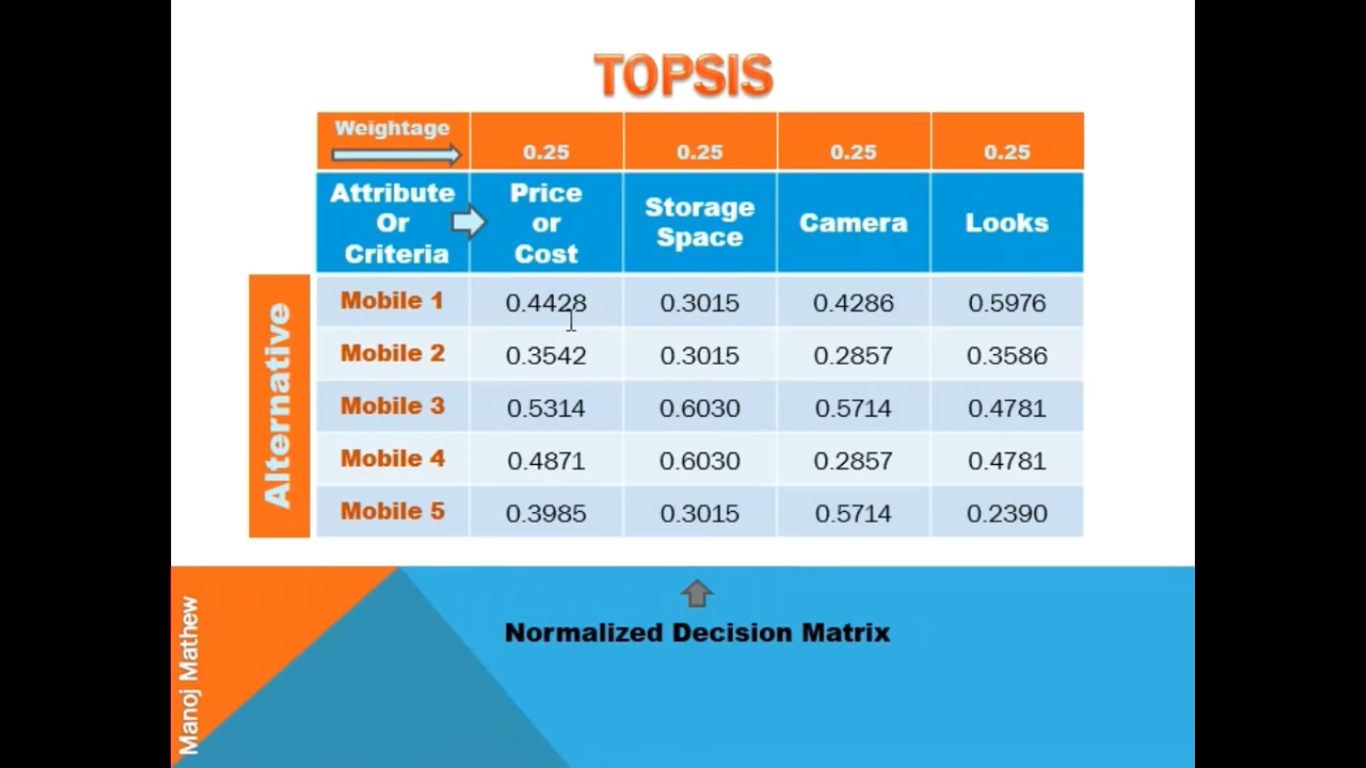 TOPSIS
Weightage 0.25 0.25 0.25 0.25
Attribute Or Criteria Price or Cost Storage Space Camera Looks
Alternative
Mobile 1 0.4428 0.3015 0.4286 0.5976
Mobile 2 0.3542 0.3015 0.2857 0.3586
Mobile 3 0.5314 0.6030 0.5714 0.4781
Mobile 4 0.4871 0.6030 0.2857 0.4781
Mobile 5 0.3985 0.3015 0.5714 0.2390
Normalized Decision Matrix
Manoj Mathew